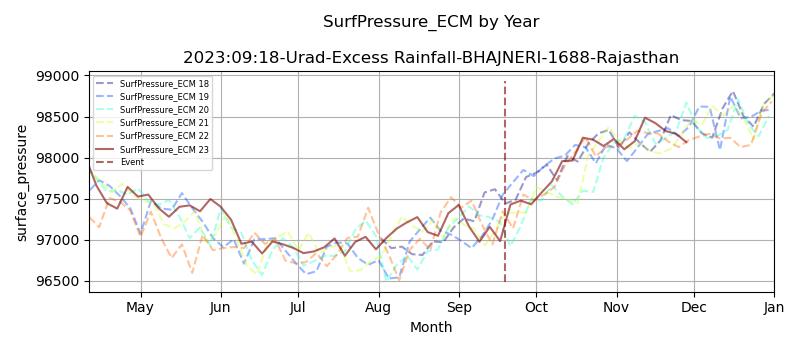 SurfPressure_ECM by Year
2023:09:18-Urad-Excess Rainfall-BHAJNERI-1688-Rajasthan
99000
98500
98000
97500
97000
96500
surface_pressure
SurfPressure_ECM 18
SurfPressure_ECM 19
SurfPressure_ECM 20
SurfPressure_ECM 21
SurfPressure_ECM 22
SurfPressure_ECM 23
Event
May Jun Jul Aug Sep Oct Nov Dec Jan
Month